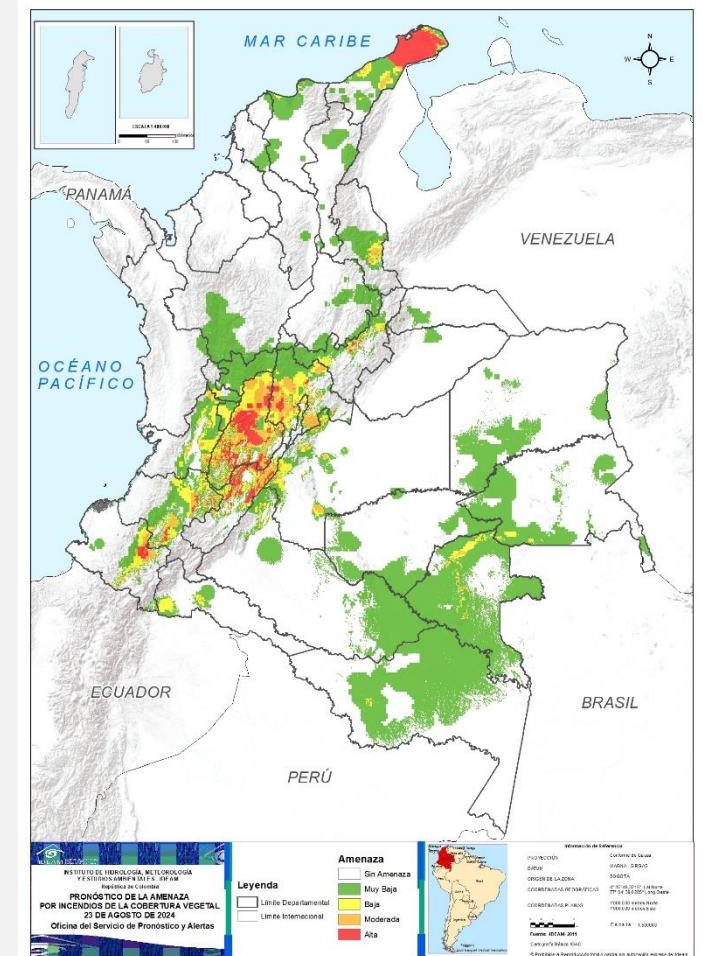 MAR CARIBE
N
W
E
S
PANAMÁ
VENEZUELA
OCÉANO
PACÍFICO
ECUADOR
BRASIL
PERÚ
IDEAM
INSTITUTO DE HIDROLOGÍA, METEOROLOGÍA
Y ESTUDIOS AMBIENTALES - IDEAM
República de Colombia
PRONÓSTICO DE LA AMENAZA
POR INCENDIOS DE LA COBERTURA VEGETAL
23 DE AGOSTO DE 2024
Oficina del Servicio de Pronóstico y Alertas
Leyenda
Límite Departamental
Límite Internacional
Amenaza
Sin Amenaza
Muy Baja
Baja
Moderada
Alta
Información de Referencia
PROYECCIÓN
DATUM
ORIGEN DE LA ZONA
BOGOTÁ
COORDENADAS GEOGRÁFICAS
COORDENADAS PLANAS
Fuente: IDEAM 2011